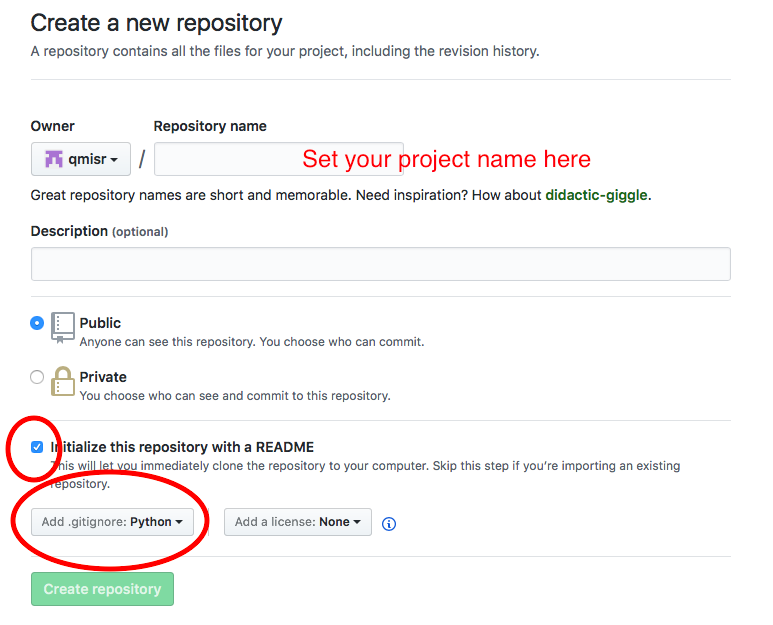 Create a new repository
A repository contains all the files for your project, including the revision history.
Owner Repository name
qmisr / Set your project name here
Great repository names are short and memorable. Need inspiration? How about didactic-giggle.
Description (optional)
Public
Anyone can see this repository. You choose who can commit.
Private
You choose who can see and commit to this repository.
Initialize this repository with a README
This will let you immediately clone the repository to your computer. Skip this step if you're importing an existing
repository.
Add .gitignore: Python Add a license: None
Create repository